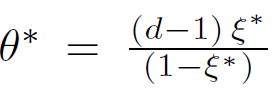 θ* = (d−1) ξ* / (1−ξ*)